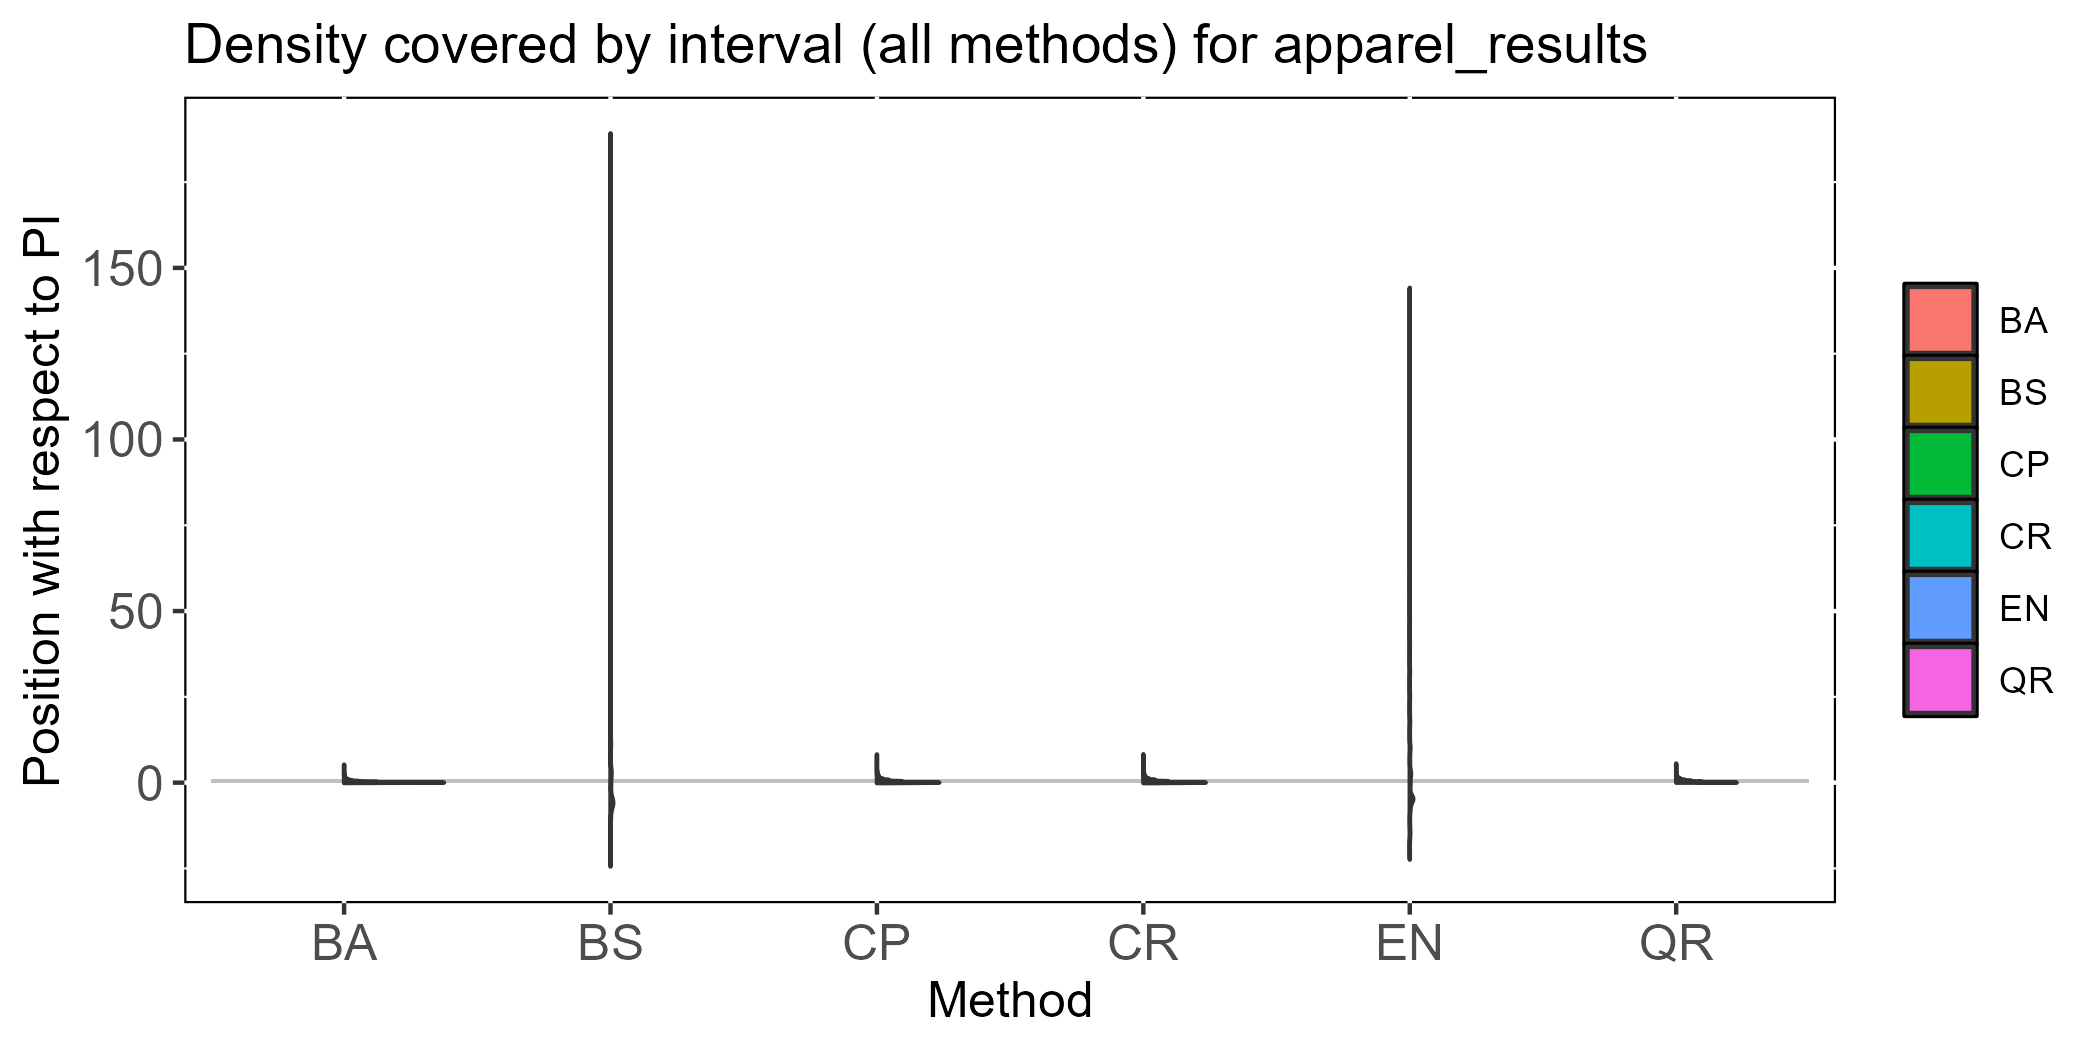 Density covered by interval (all methods) for apparel_results
Position with respect to PI
150
100
50
0
BA
BS
CP
CR
EN
QR
Method
BA
BS
CP
CR
EN
QR